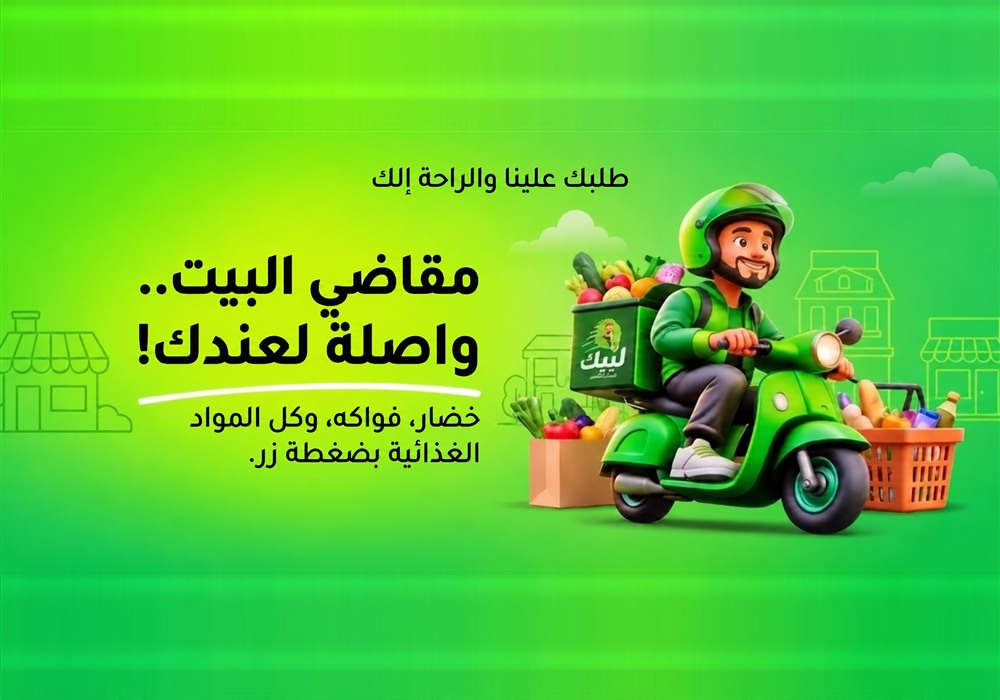 طلبك علينا والراحة إلك
مقاضي البيت..
واصلة لعندك!
خضار، فواكه، وكل المواد
الغذائية بضغطة زر.
لبيك